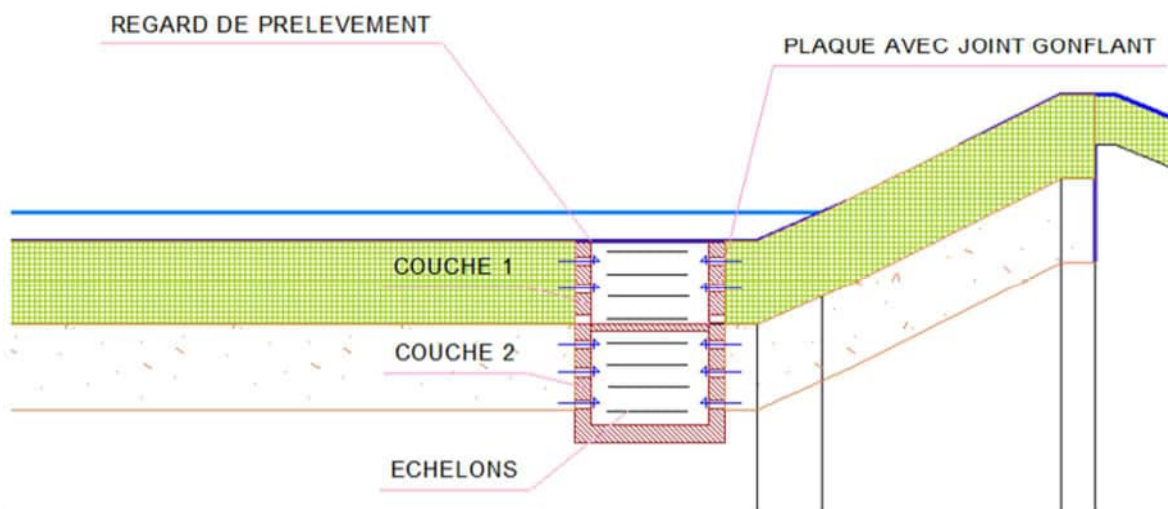 REGARD DE PRELEVEMENT
PLAQUE AVEC JOINT GONFLANT
COUCHE 1
COUCHE 2
ECHELONS